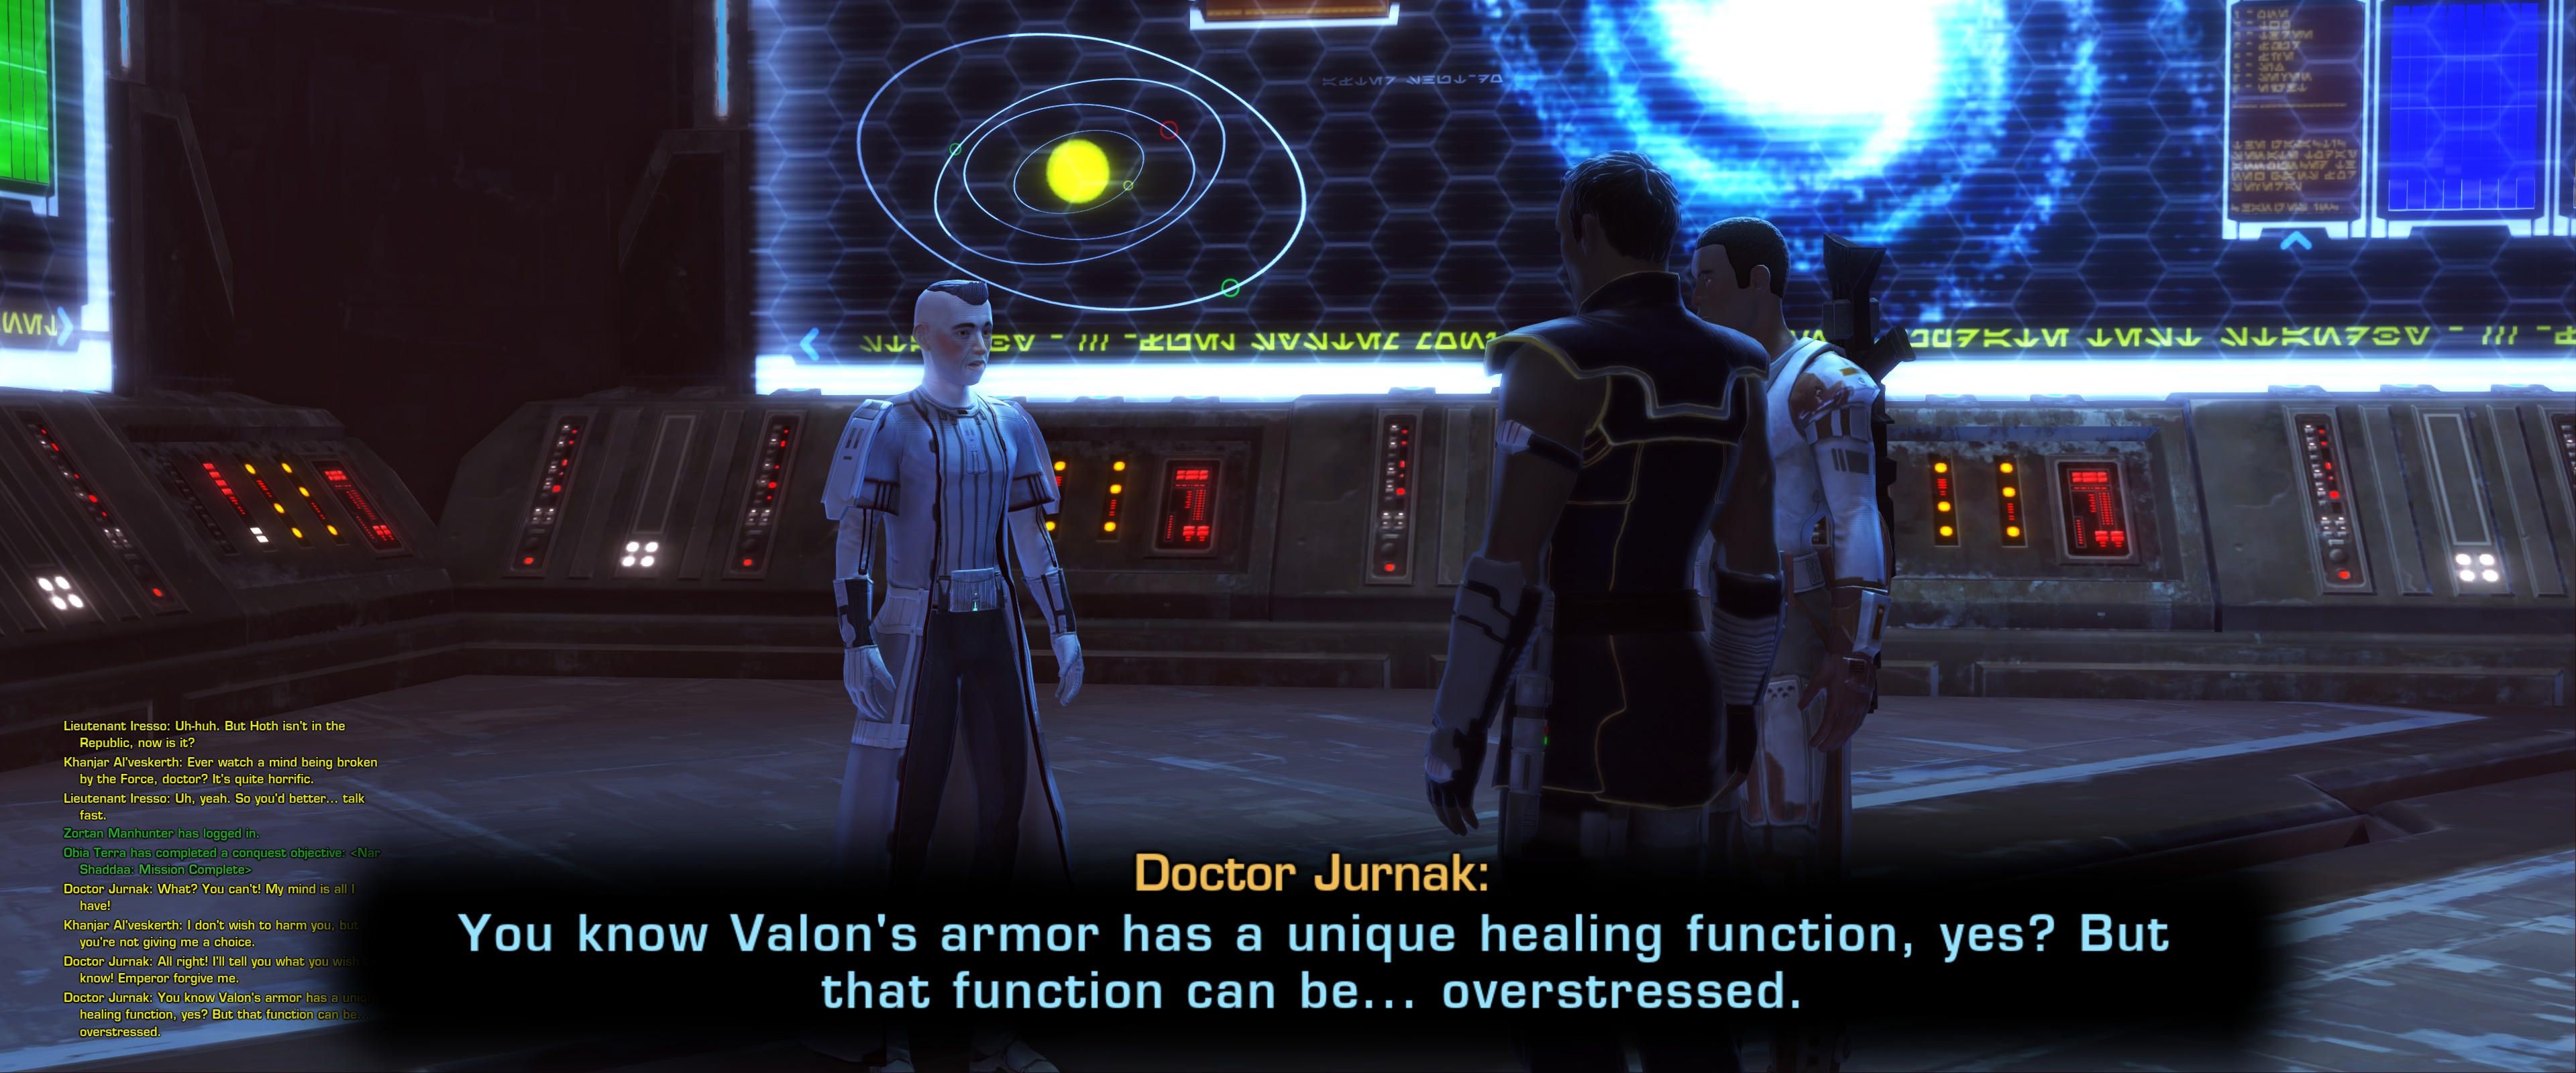 Lieutenant Iresso: Uh-huh. But Hoth isn't in the
Republic, now is it?
Khanjar Al'veskerth: Ever watch a mind being broken
by the Force, doctor? It's quite horrific.
Lieutenant Iresso: Uh, yeah. So you'd better... talk
fast.
Zortan Manhunter has logged in.
Obia Terra has completed a conquest objective: <Nar
Shaddaa: Mission Complete>
Doctor Jurnak: What? You can't! My mind is all I
have!
Khanjar Al'veskerth: I don't wish to harm you, but
you're not giving me a choice.
Doctor Jurnak: All right! I'll tell you what you wish
know! Emperor forgive me.
Doctor Jurnak: You know Valon's armor has a unique
healing function, yes? But that function can be...
overstressed.
Doctor Jurnak:
You know Valon's armor has a unique healing function, yes? But
that function can be... overstressed.